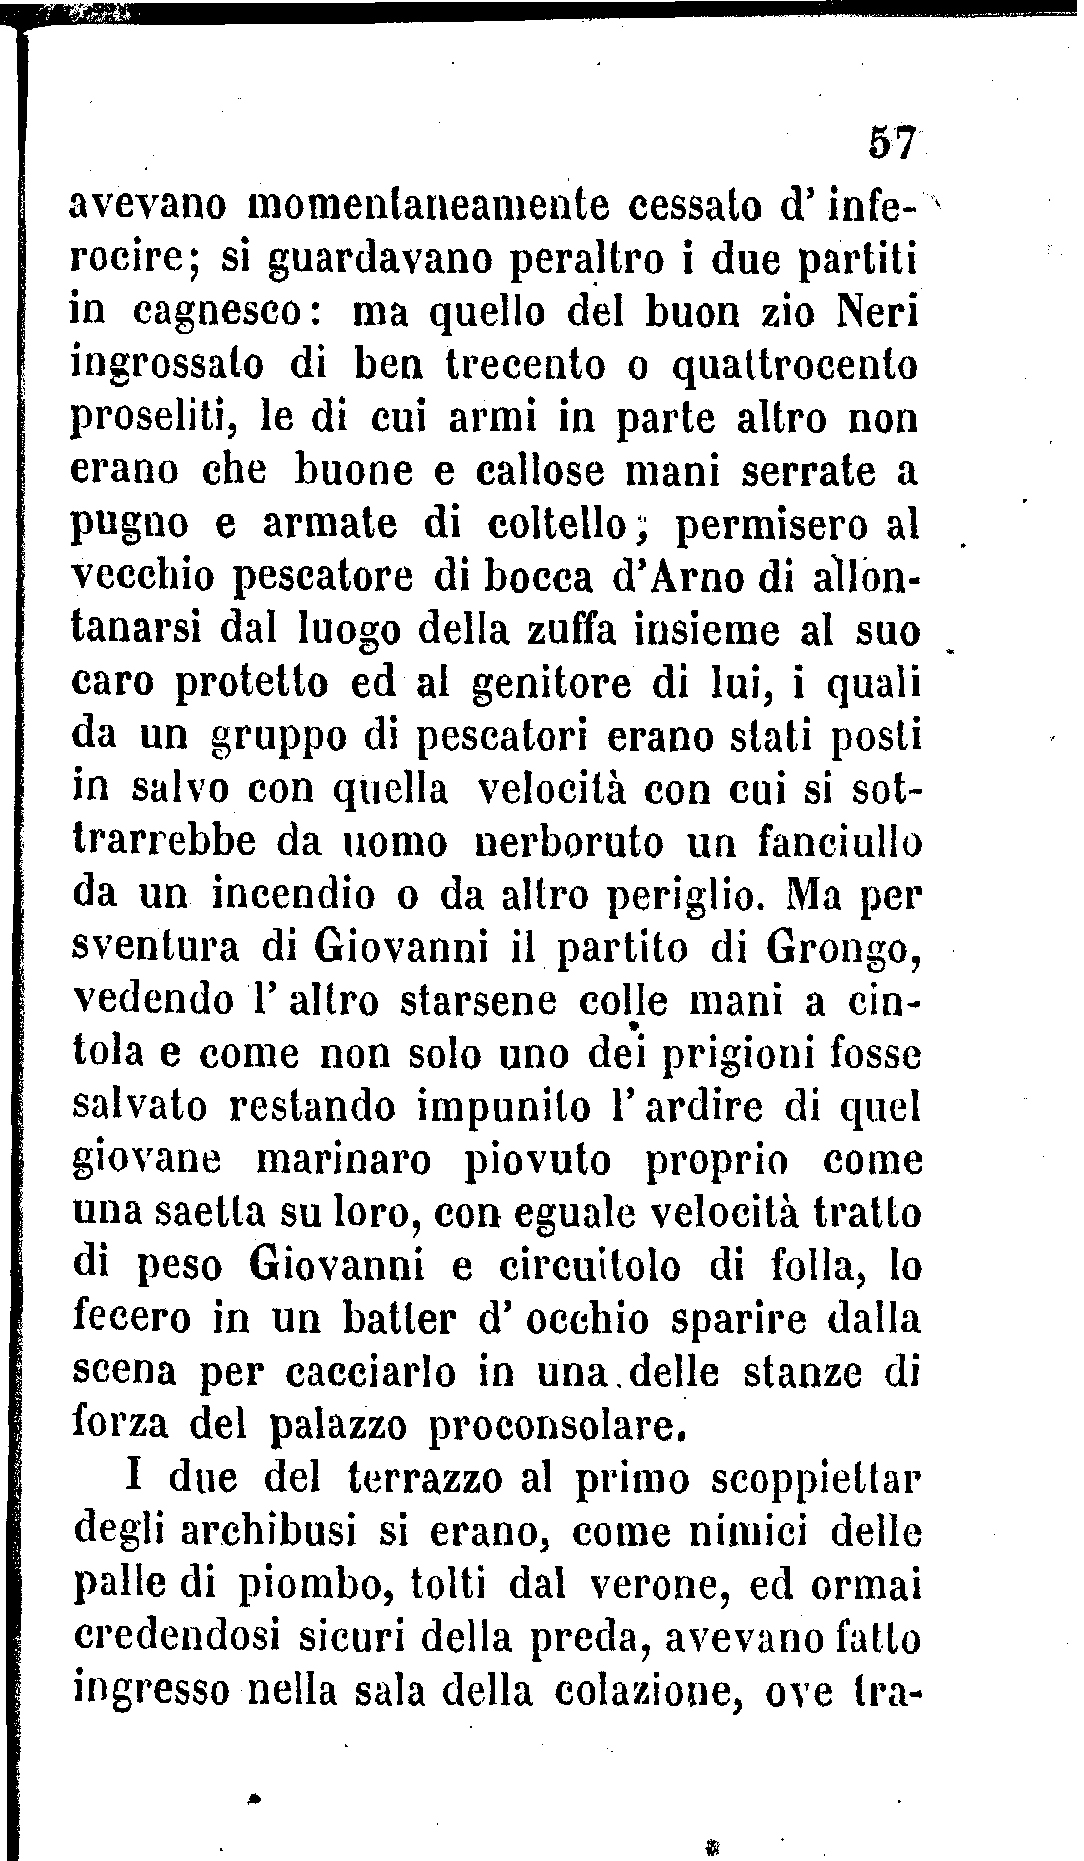 57
avevano momentaneamente cessato d' infe-
rocire; si guardavano peraltro i due partiti
in cagnesco: ma quello del buon zio Neri
ingrossato di ben trecento o quattrocento
proseliti, le di cui armi in parte altro non
erano che buone e callose mani serrate a
pugno e armate di coltello; permisero al
vecchio pescatore di bocca d'Arno di allon-
tanarsi dal luogo della zuffa insieme al suo
caro protetto ed al genitore di lui, i quali
da un gruppo di pescatori erano stati posti
in salvo con quella velocità con cui si sot-
trarrebbe da uomo nerboruto un fanciullo
da un incendio o da altro periglio. Ma per
sventura di Giovanni il partito di Grongo,
vedendo l' altro starsene colle mani a cin-
tola e come non solo uno dei prigioni fosse
salvato restando impunito l' ardire di quel
giovane marinaro piovuto proprio come
una saetta su loro, con eguale velocità tratto
di peso Giovanni e circuitolo di folla, lo
fecero in un batter d' occhio sparire dalla
scena per cacciarlo in una delle stanze di
forza del palazzo proconsolare.
I due del terrazzo al primo scoppiettar
degli archibusi si erano, come nimici delle
palle di piombo, tolti dal verone, ed ormai
credendosi sicuri della preda, avevano fatto
ingresso nella sala della colazione, ove tra-